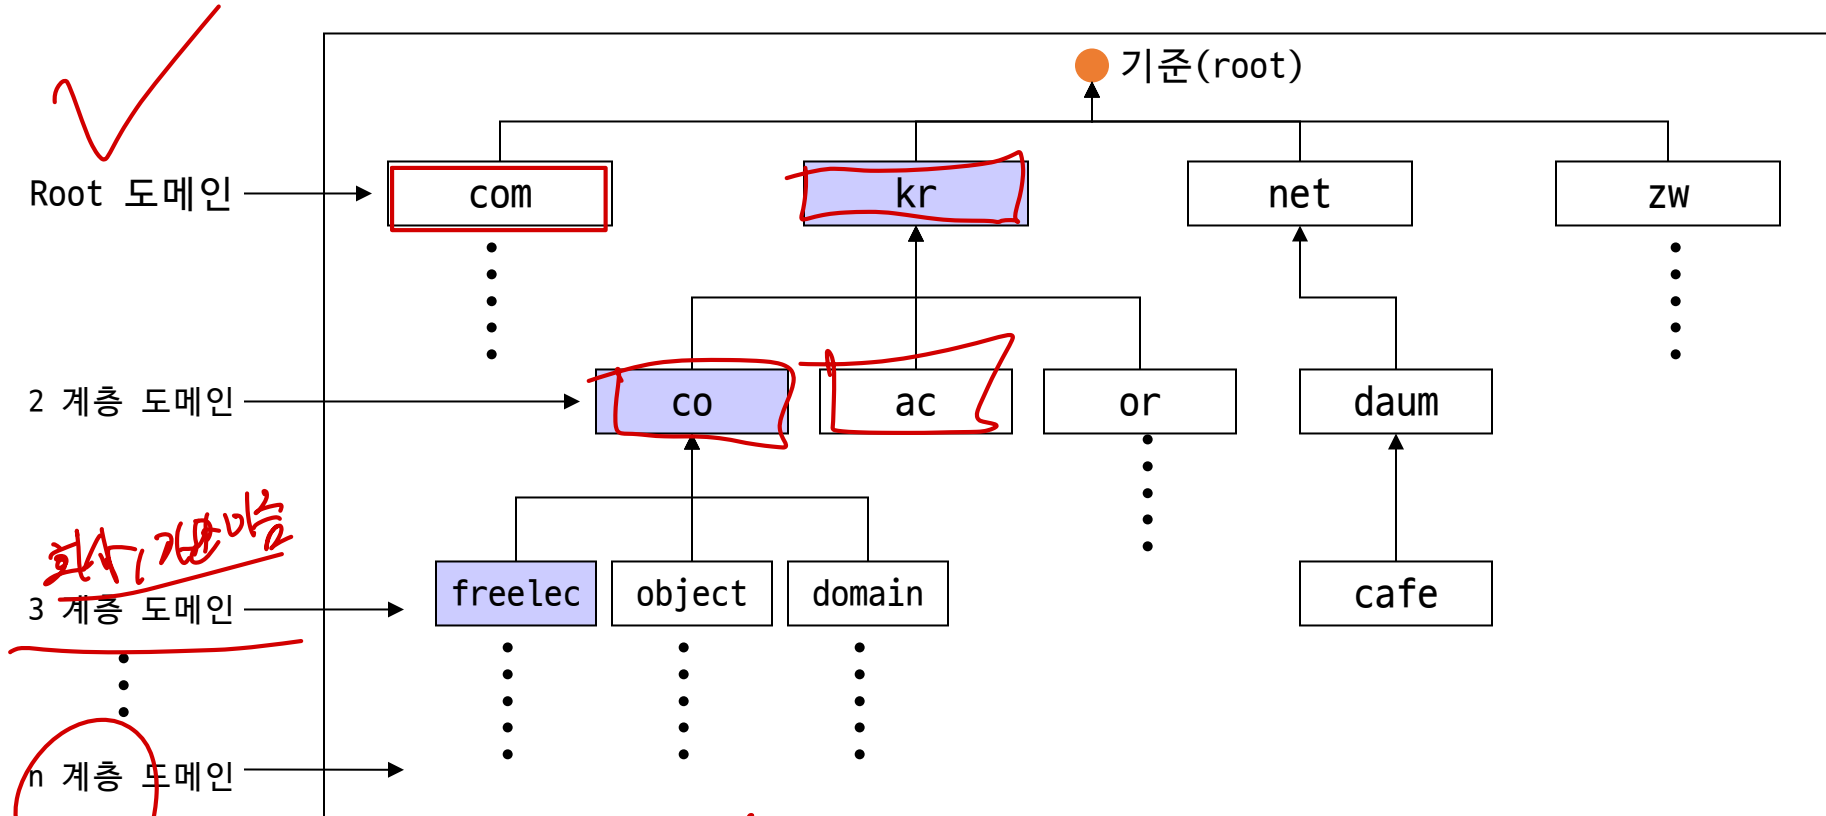 기준(root)
Root 도메인
com
kr
net
zw
2 계층 도메인
co
ac
or
daum
회사, 기관 이름
3 계층 도메인
freelec
object
domain
cafe
n 계층 도메인